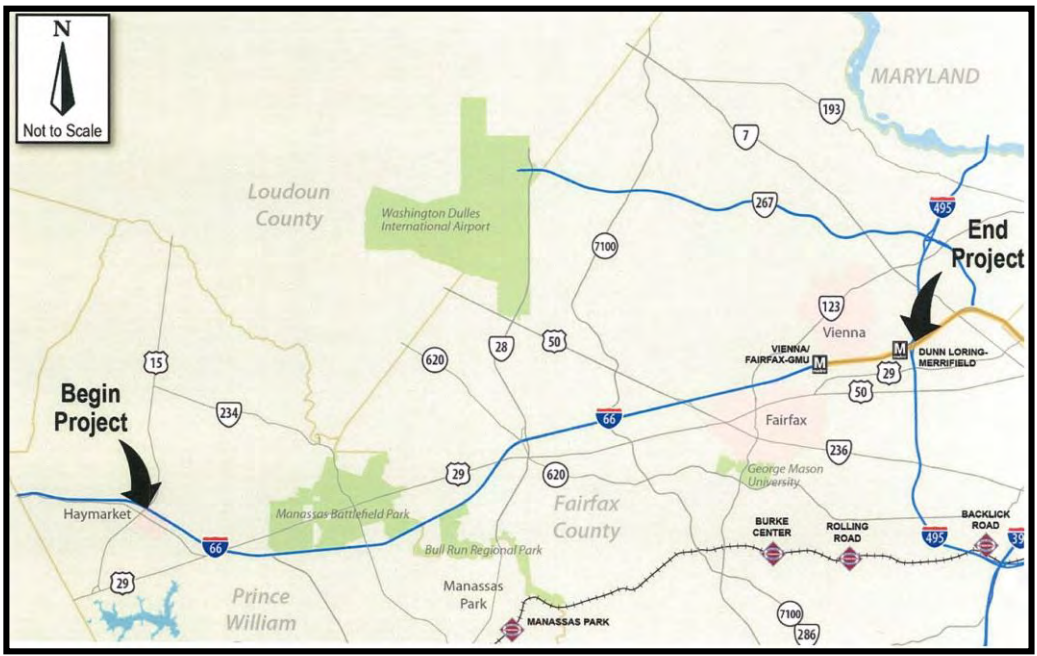 N
Not to Scale
MARYLAND
193
7
Loudoun
County
Washington Dulles
International Airport
267
495
End
Project
7100
123
Vienna
28
50
620
VIENNA/
FAIRFAX-GMU
M
M
DUNN LORING-
MERRIFIELD
29
50
15
Begin
Project
234
66
Fairfax
236
29
620
George Mason
University
Haymarket
Manassas Battlefield Park
Fairfax
County
BURKE
CENTER
ROLLING
ROAD
BACKLICK
ROAD
66
Bull Run Regional Park
495
39
29
Manassas
Park
Prince
William
MANASSAS PARK
7100
286